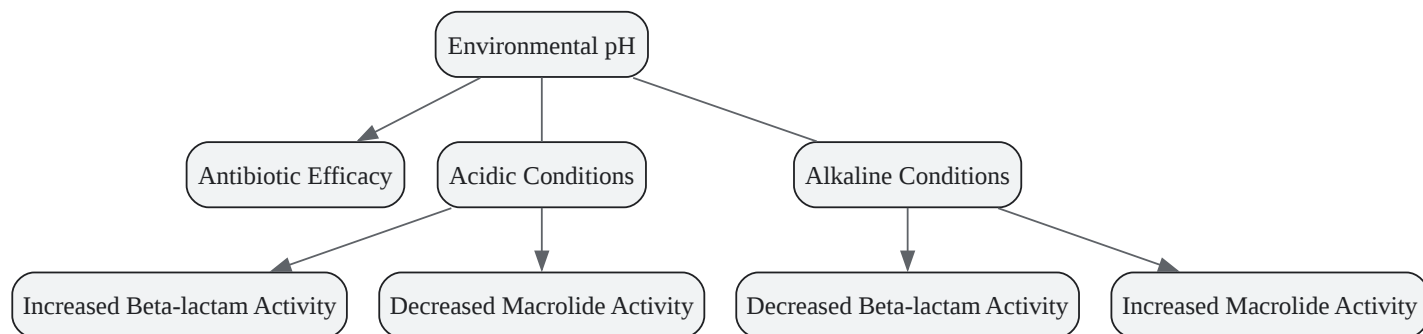 Environmental pH
Antibiotic Efficacy
Acidic Conditions
Alkaline Conditions
Increased Beta-lactam Activity
Decreased Macrolide Activity
Decreased Beta-lactam Activity
Increased Macrolide Activity